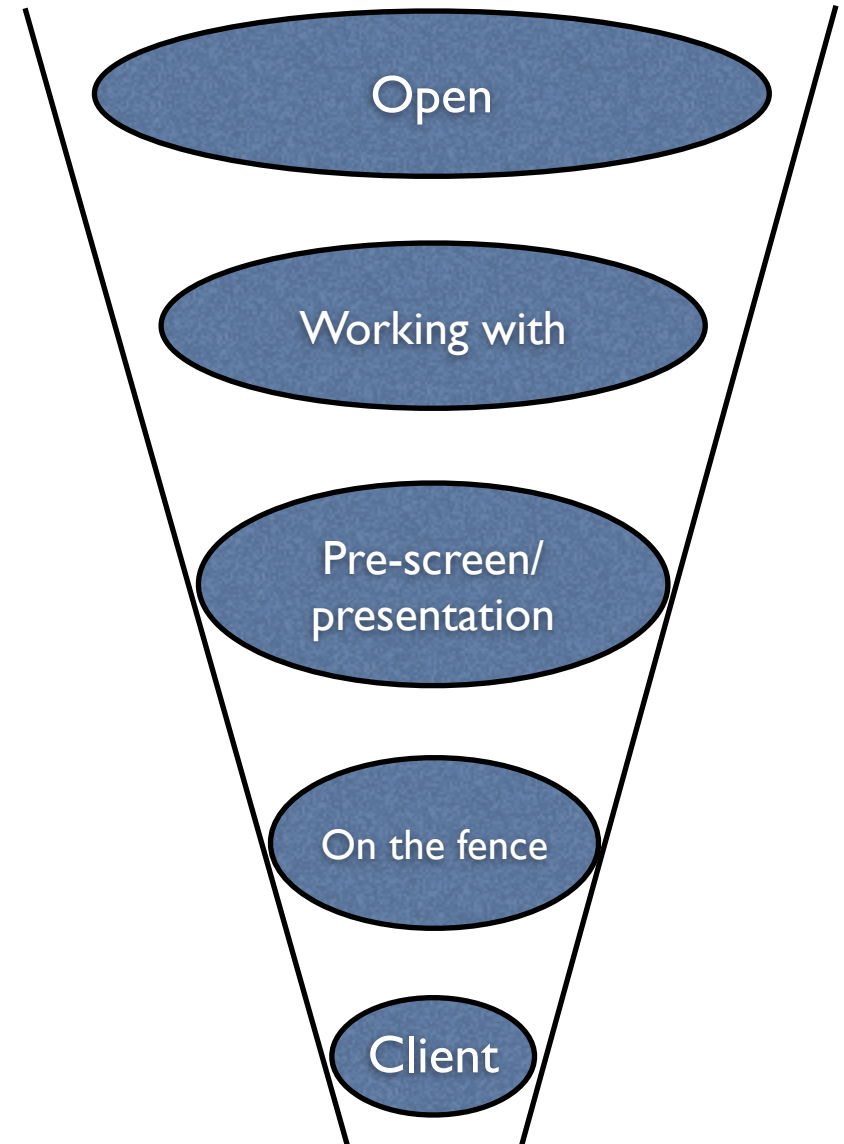 Open
Working with
Pre-screen/
presentation
On the fence
Client